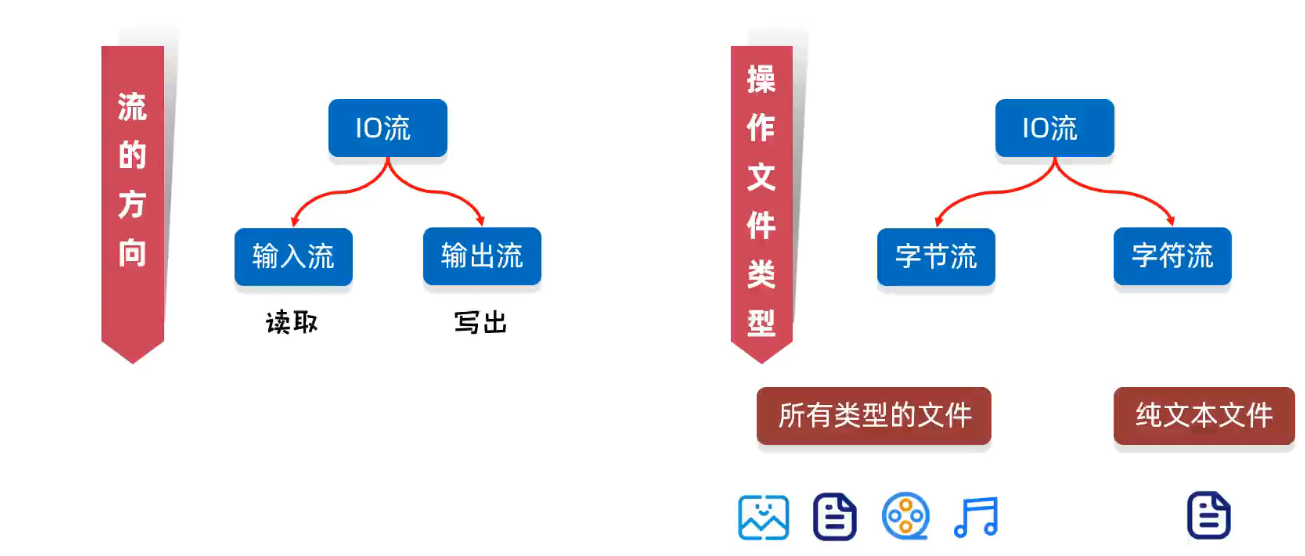 流的方向
IO流
输入流
输出流
读取
写出
操作文件类型
IO流
字节流
字符流
所有类型的文件
纯文本文件